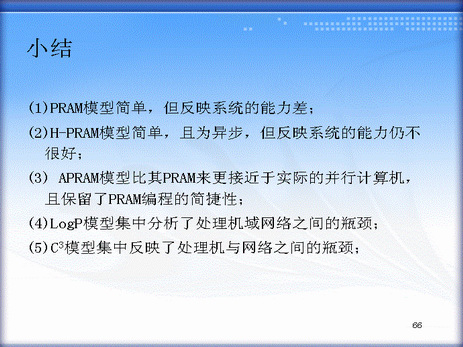 小结
(1)PRAM模型简单，但反映系统的能力差；
(2)H-PRAM模型简单，且为异步，但反映系统的能力仍不
很好；
(3) APRAM模型比其PRAM来更接近于实际的并行计算机，
且保留了PRAM编程的简捷性；
(4)LogP模型集中分析了处理机域网络之间的瓶颈；
(5)C³模型集中反映了处理机与网络之间的瓶颈；
66